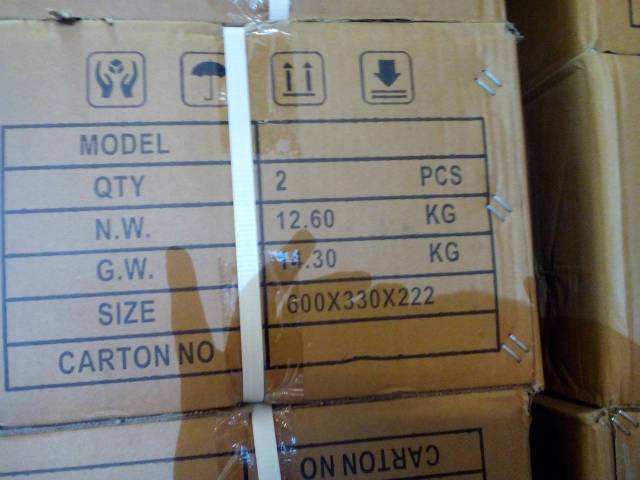 MODEL
QTY 2 PCS
N.W. 12.60 KG
G.W. 14.30 KG
SIZE 600X330X222
CARTON NO
CARTON NO